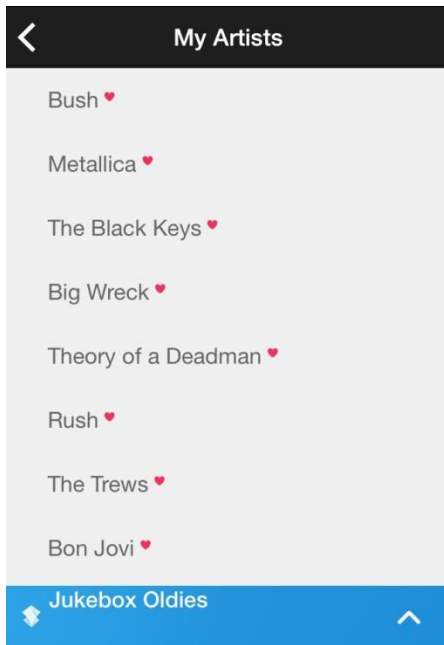 My Artists
Bush
Metallica
The Black Keys
Big Wreck
Theory of a Deadman
Rush
The Trews
Bon Jovi
Jukebox Oldies